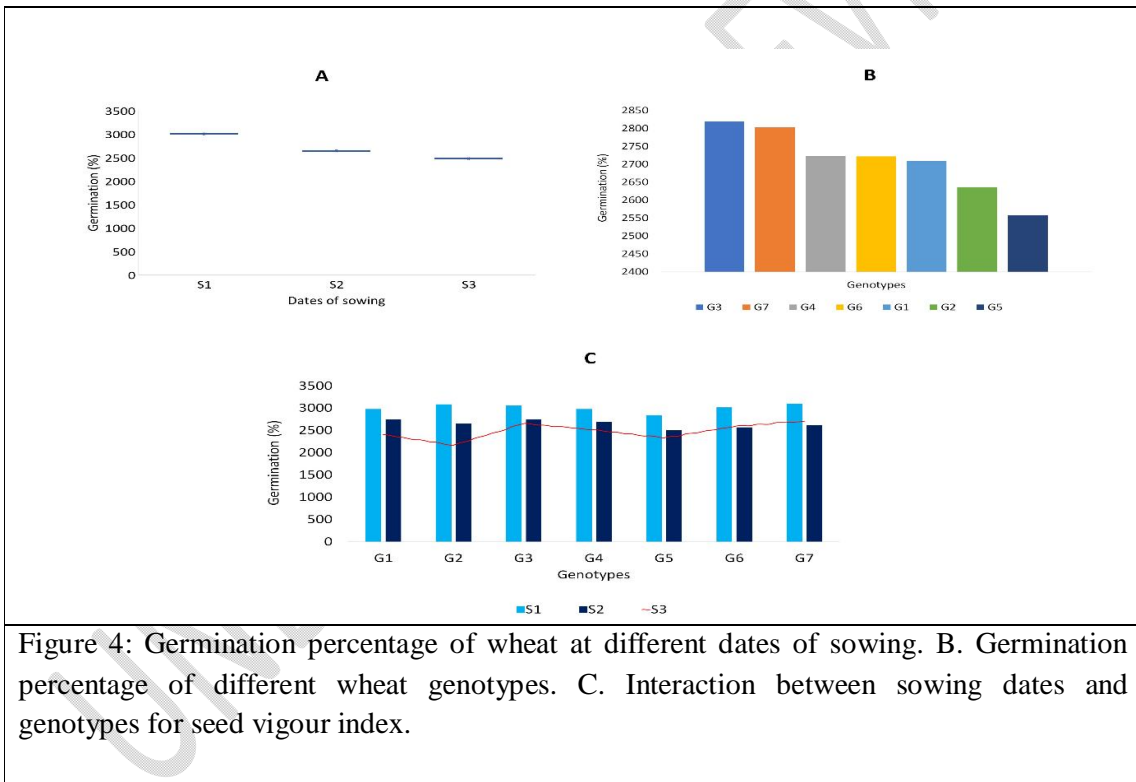 A
3500
3000
2500
2000
1500
1000
500
0
Germination (%)
S1 S2 S3
Dates of sowing
B
2850
2800
2750
2700
2650
2600
2550
2500
2450
2400
Germination (%)
Genotypes
G3 G7 G4 G6 G1 G2 G5
C
3500
3000
2500
2000
1500
1000
500
0
Germination (%)
G1 G2 G3 G4 G5 G6 G7
Genotypes
S1 S2 S3
Figure 4: Germination percentage of wheat at different dates of sowing. B. Germination
percentage of different wheat genotypes. C. Interaction between sowing dates and
genotypes for seed vigour index.